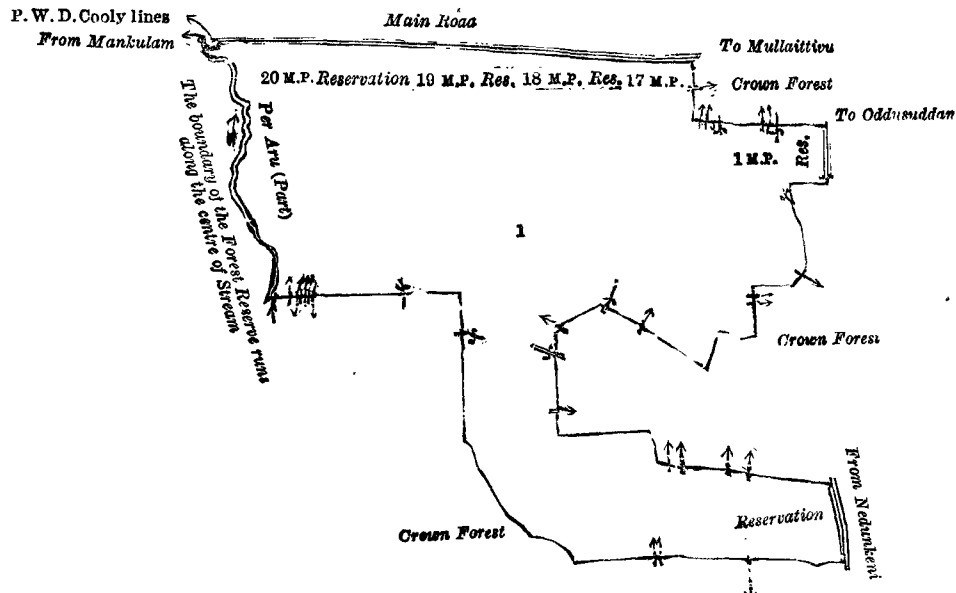 P. W. D. Cooly lines
Main Road
From Mankulam
To Mullaittivu
20 M.P. Reservation 19 M.P. Res. 18 M.P. Res. 17 M.P.
Crown Forest
To Oddusuddan
1 M.P.
Res.
Per Aru (Part)
The boundary of the Forest Reserve runs
along the centre of Stream
1
Crown Forest
From Nedunkeni
Reservation
Crown Forest